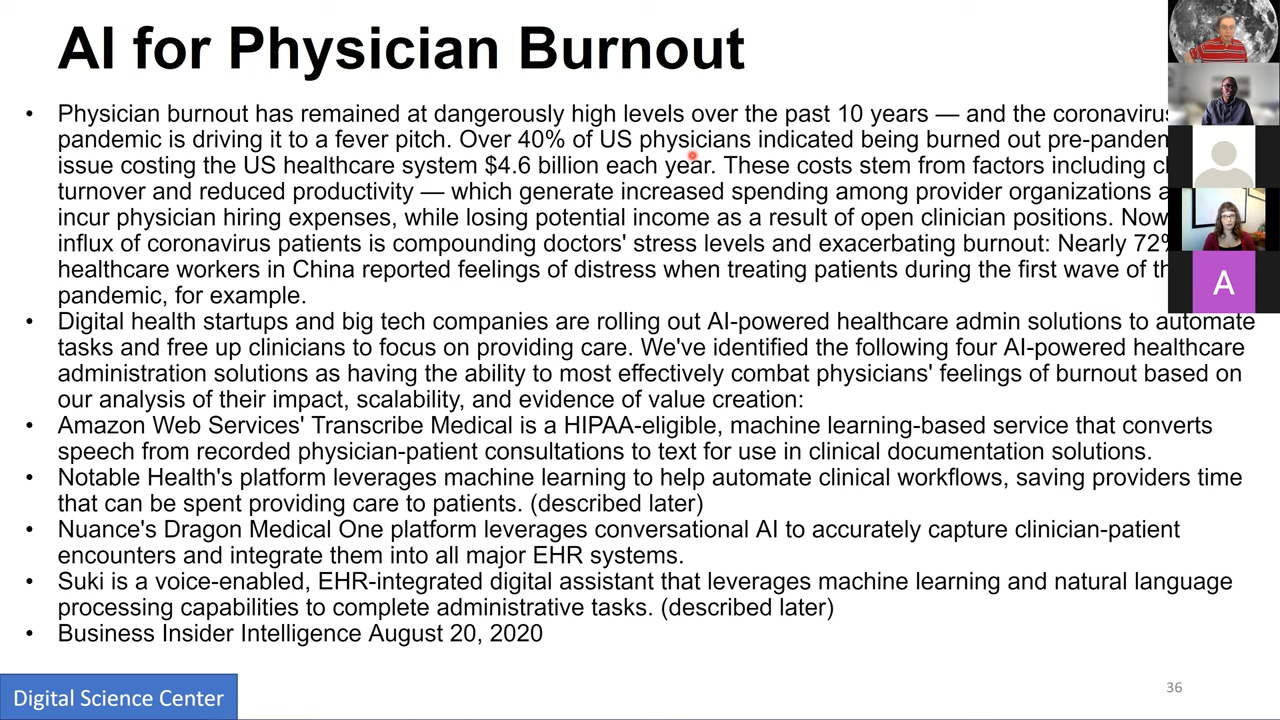 AI for Physician Burnout
• Physician burnout has remained at dangerously high levels over the past 10 years — and the coronavirus
pandemic is driving it to a fever pitch. Over 40% of US physicians indicated being burned out pre-pandem
issue costing the US healthcare system $4.6 billion each year. These costs stem from factors including
turnover and reduced productivity — which generate increased spending among provider organizations
incur physician hiring expenses, while losing potential income as a result of open clinician positions. Now
influx of coronavirus patients is compounding doctors' stress levels and exacerbating burnout: Nearly 72%
healthcare workers in China reported feelings of distress when treating patients during the first wave of
pandemic, for example.
• Digital health startups and big tech companies are rolling out AI-powered healthcare admin solutions to automate
tasks and free up clinicians to focus on providing care. We've identified the following four AI-powered healthcare
administration solutions as having the ability to most effectively combat physicians' feelings of burnout based on
our analysis of their impact, scalability, and evidence of value creation:
• Amazon Web Services' Transcribe Medical is a HIPAA-eligible, machine learning-based service that converts
speech from recorded physician-patient consultations to text for use in clinical documentation solutions.
• Notable Health's platform leverages machine learning to help automate clinical workflows, saving providers time
that can be spent providing care to patients. (described later)
• Nuance's Dragon Medical One platform leverages conversational AI to accurately capture clinician-patient
encounters and integrate them into all major EHR systems.
• Suki is a voice-enabled, EHR-integrated digital assistant that leverages machine learning and natural language
processing capabilities to complete administrative tasks. (described later)
• Business Insider Intelligence August 20, 2020
Digital Science Center
36
A